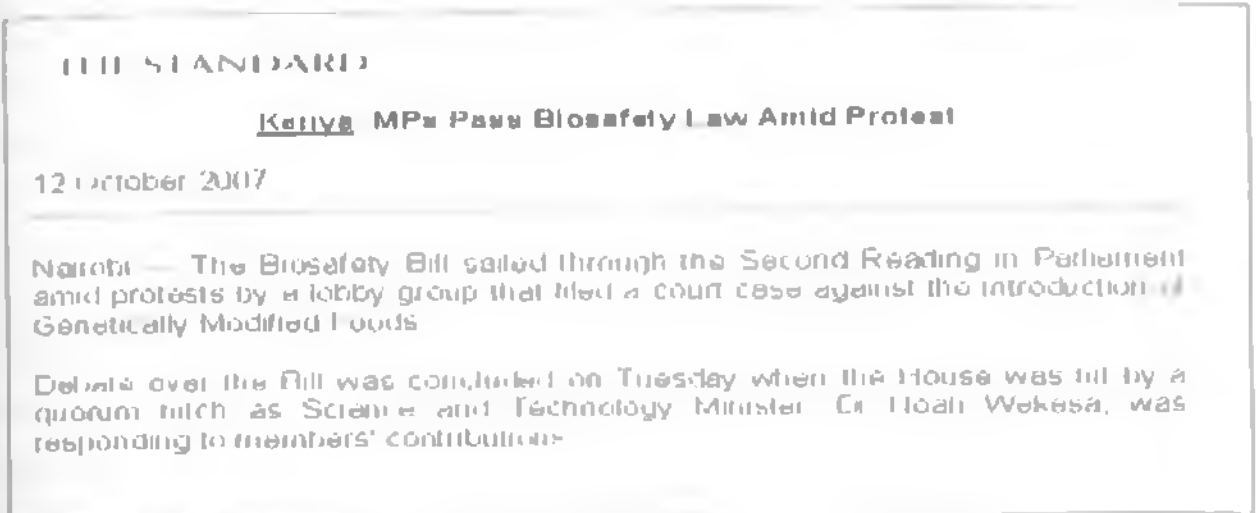 THE STANDARD
Kenya MPs Pass Biosafety Law Amid Protest
12 October 2007
Nairobi — The Biosafety Bill sailed through the Second Reading in Parliament
amid protests by a lobby group that filed a court case against the introduction of
Genetically Modified Foods
Debate over the Bill was concluded on Tuesday when the House was hit by a
quorum hitch as Science and Technology Minister Dr Noah Wekesa, was
responding to members' contributions